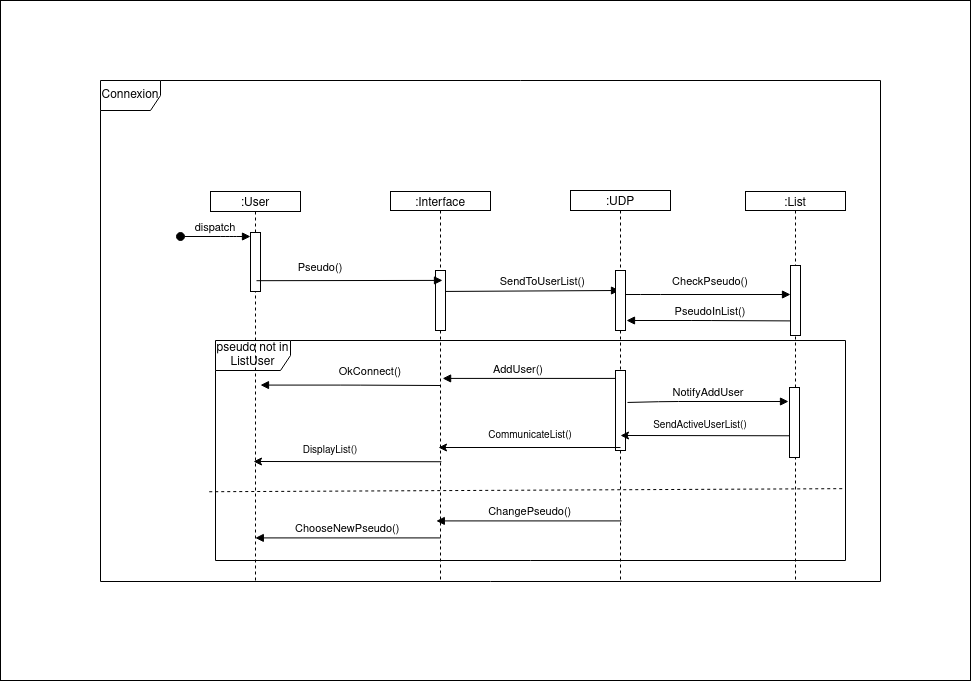 Connexion
:User
:Interface
:UDP
:List
dispatch
Pseudo()
SendToUserList()
CheckPseudo()
PseudoInList()
pseudo not in
ListUser
OkConnect()
AddUser()
NotifyAddUser
SendActiveUserList()
CommunicateList()
DisplayList()
ChangePseudo()
ChooseNewPseudo()